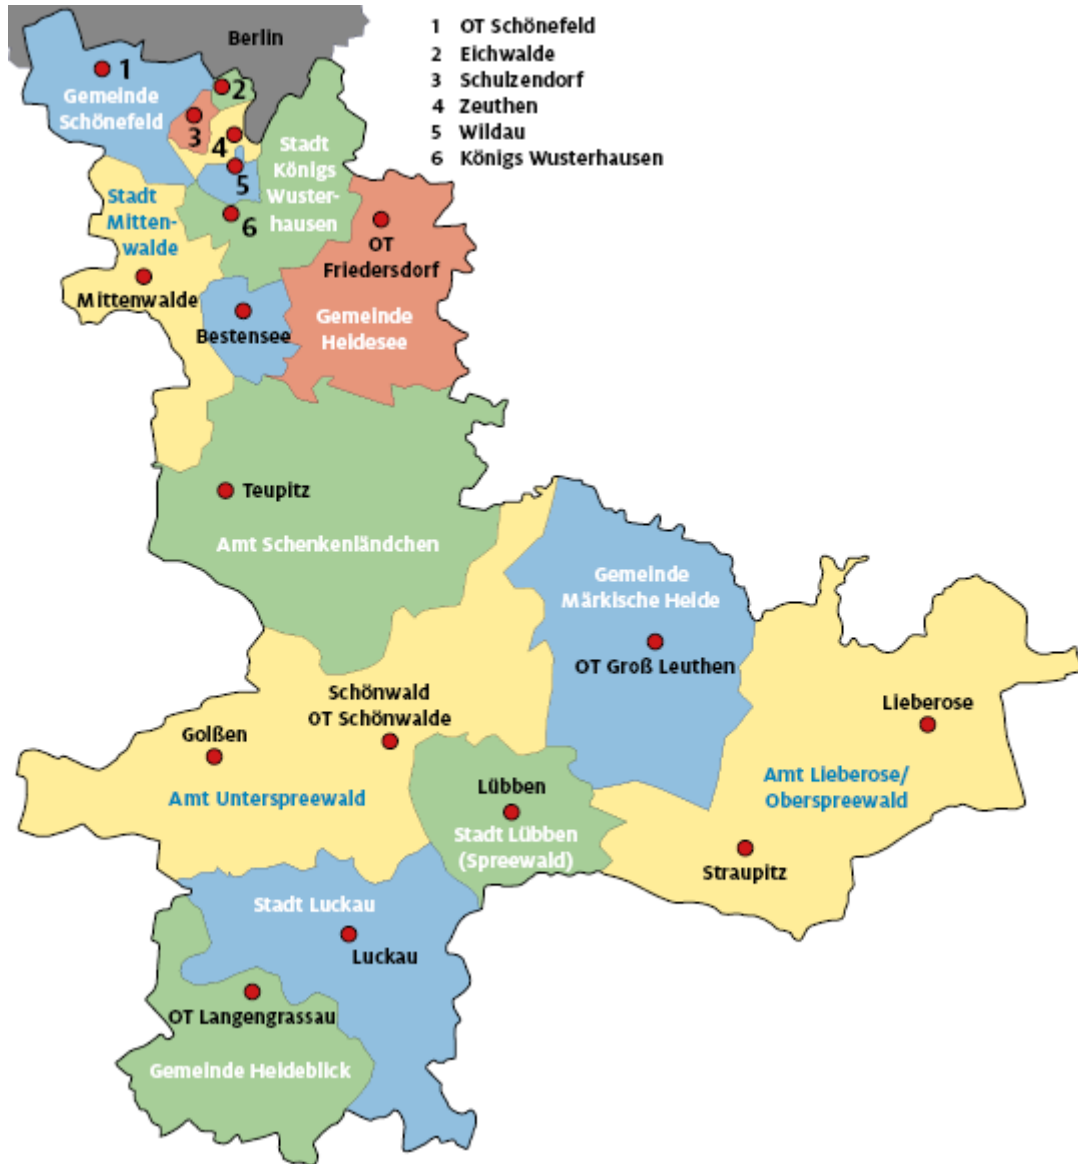 Berlin
1 OT Schönefeld
2 Eichwalde
3 Schulzendorf
4 Zeuthen
5 Wildau
6 Königs Wusterhausen
1
Gemeinde
Schönefeld
2
3
4
5
6
Stadt
Königs
Wuster-
hausen
Stadt
Mitten-
walde
Mittenwalde
OT
Friedersdorf
Gemeinde
Heidesee
Bestensee
Teupitz
Amt Schenkenländchen
Gemeinde
Märkische Heide
OT Groß Leuthen
Schönwald
OT Schönwalde
Golßen
Amt Unterspreewald
Lieberose
Amt Lieberose/
Oberspreewald
Lübben
Stadt Lübben
(Spreewald)
Straupitz
Stadt Luckau
Luckau
OT Langengrassau
Gemeinde Heideblick